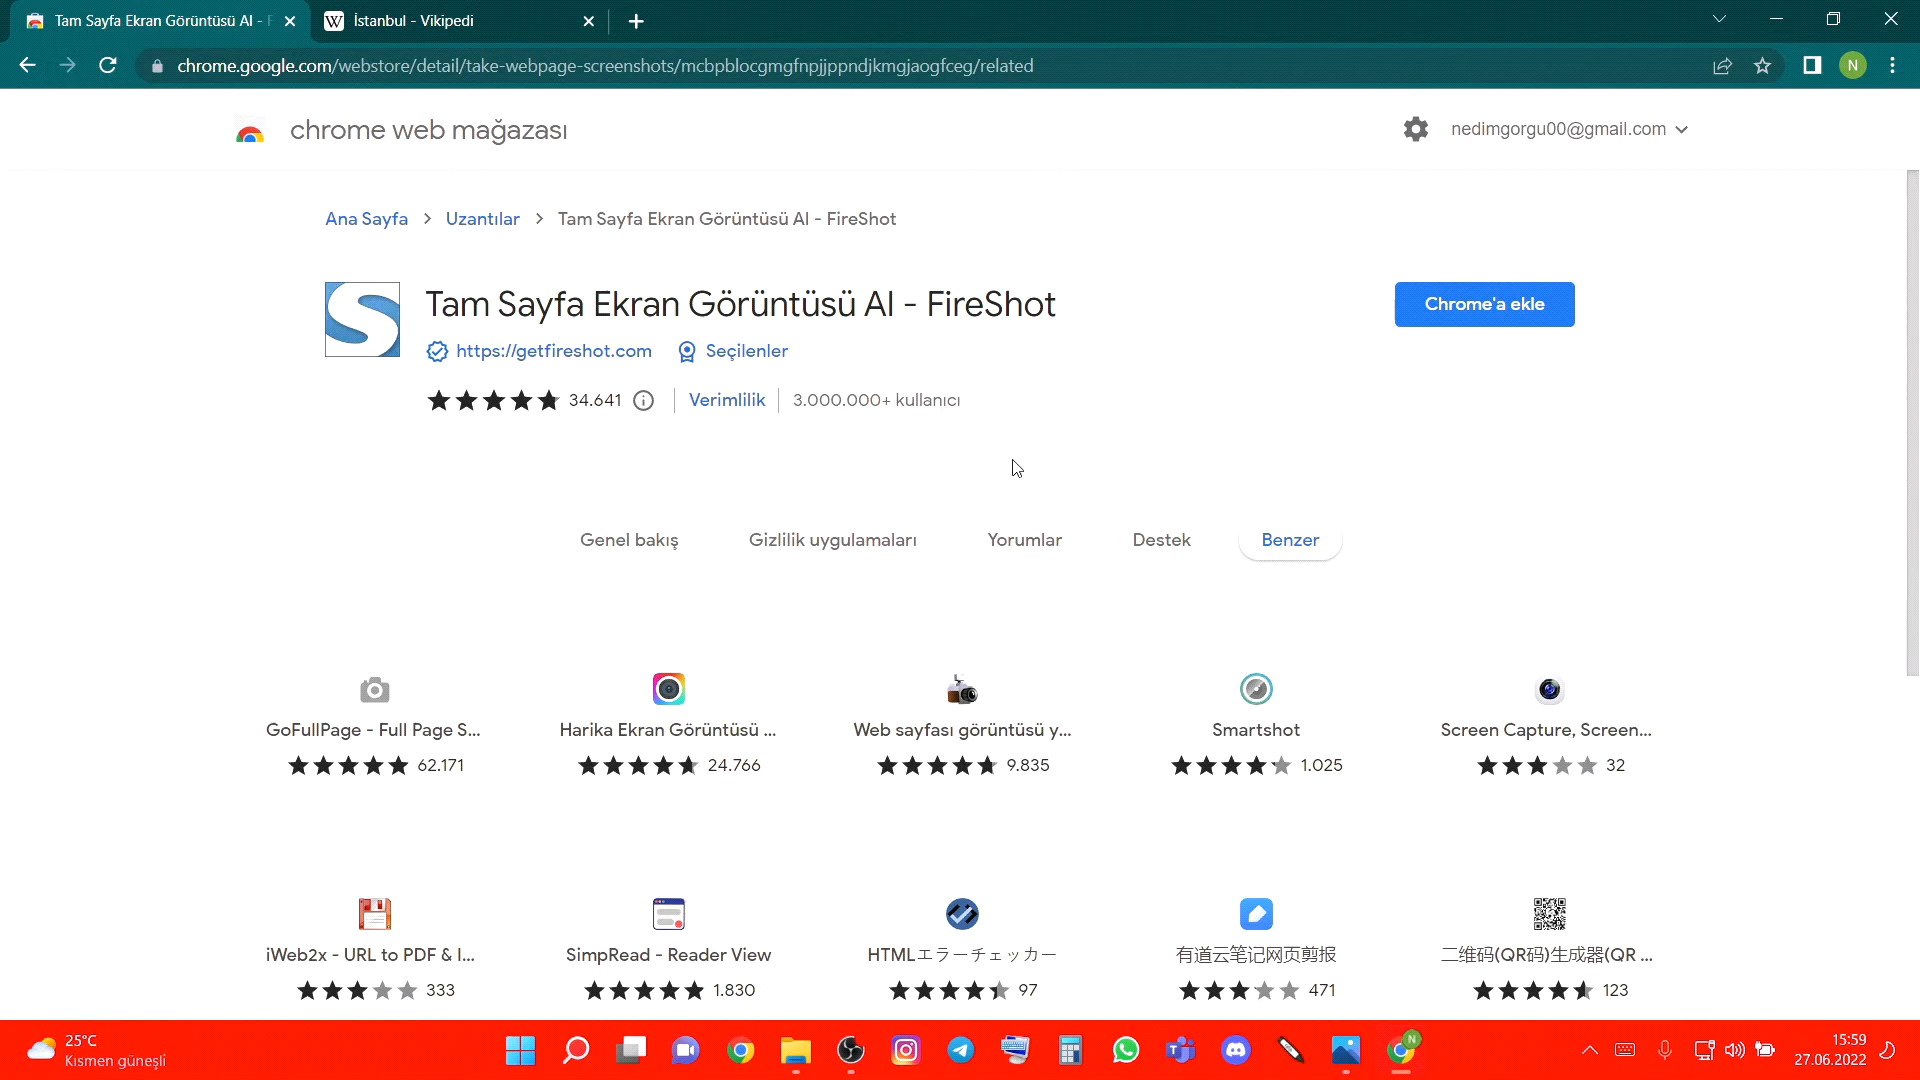 Tam Sayfa Ekran Görüntüsü Al - F
İstanbul - Vikipedi
chrome.google.com/webstore/detail/take-webpage-screenshots/mcbpblocgmgfnpjjppndjkmgjaogfceg/related
N
chrome web mağazası
nedimgorgu00@gmail.com
Ana Sayfa > Uzantılar > Tam Sayfa Ekran Görüntüsü Al - FireShot
Tam Sayfa Ekran Görüntüsü Al - FireShot
Chrome'a ekle
https://getfireshot.com Seçilenler
34.641 Verimlilik 3.000.000+ kullanıcı
Genel bakış Gizlilik uygulamaları Yorumlar Destek Benzer
GoFullPage - Full Page S... Harika Ekran Görüntüsü ... Web sayfası görüntüsü y... Smartshot Screen Capture, Screen...
62.171 24.766 9.835 1.025 32
iWeb2x - URL to PDF & I... SimpRead - Reader View HTMLエラーチェッカー 有道云笔记网页剪报 二维码(QR码)生成器(QR ...
333 1.830 97 471 123
25°C
Kısmen güneşli
N
15:59
27.06.2022